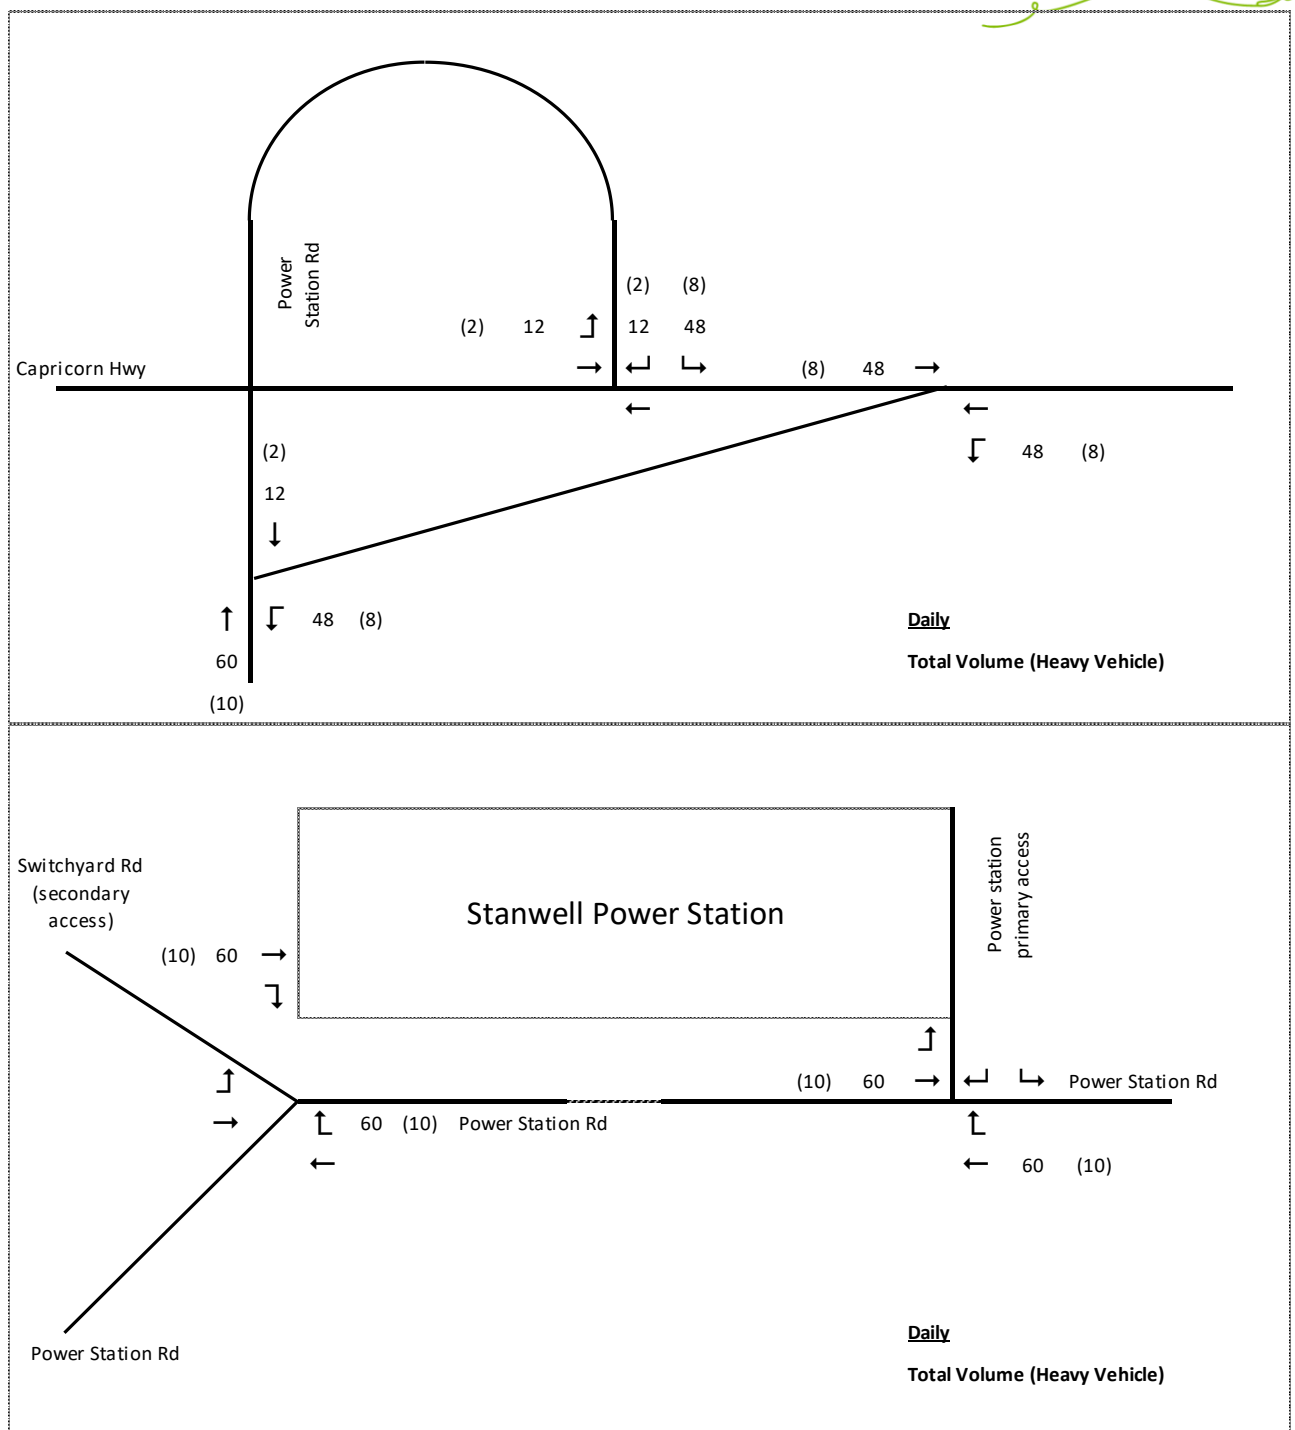 Power
Station Rd
(2) (8)
(2) 12 12 48
Capricorn Hwy (8) 48
(2) 48 (8)
12
48 (8)
60
(10)
Daily
Total Volume (Heavy Vehicle)
Switchyard Rd
(secondary
access)
Stanwell Power Station
Power station
primary access
(10) 60
(10) 60 Power Station Rd
60 (10) Power Station Rd
60 (10)
Power Station Rd
Daily
Total Volume (Heavy Vehicle)